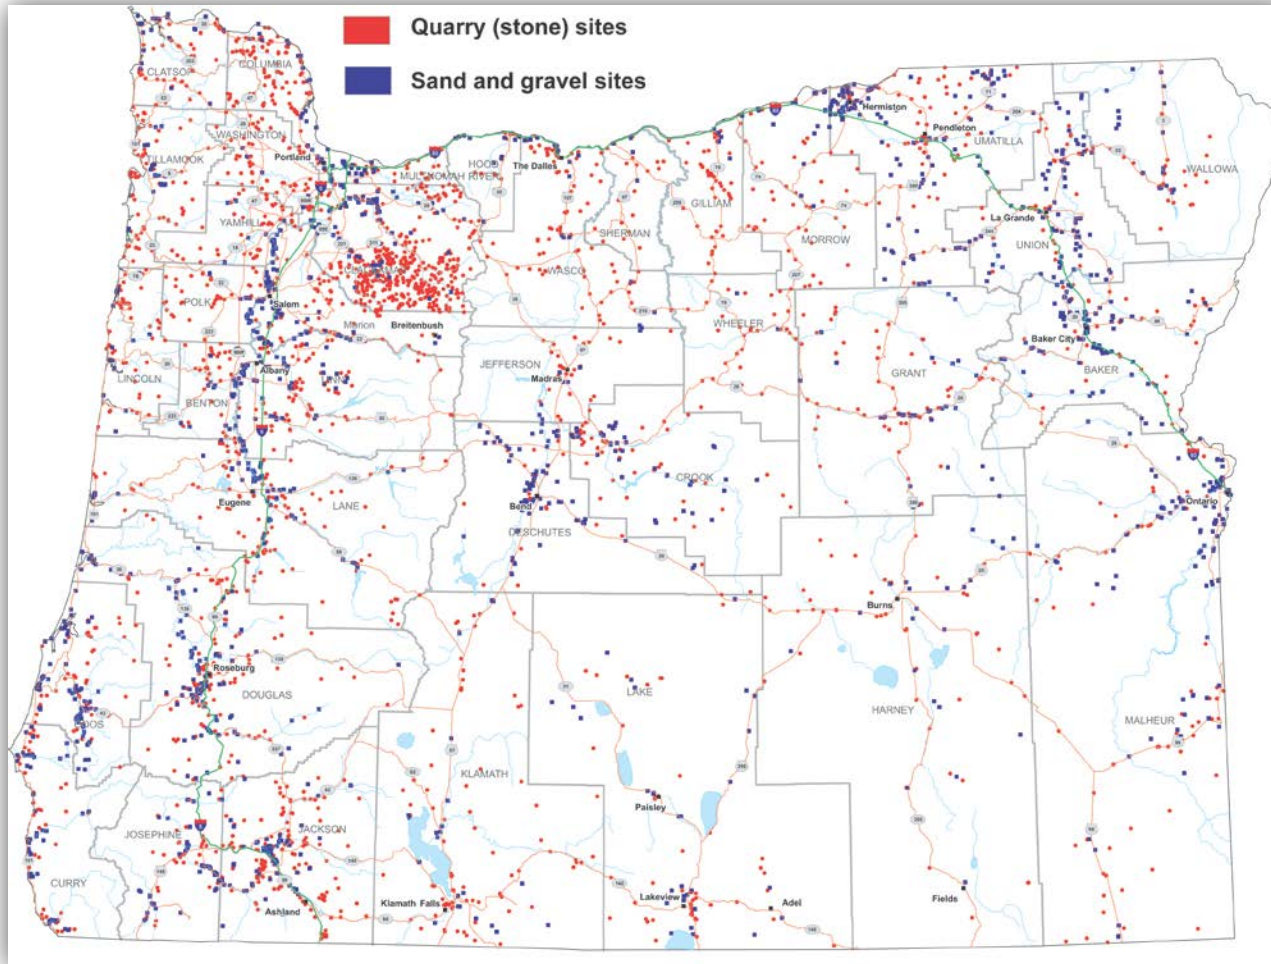 Quarry (stone) sites
Sand and gravel sites
CLATSOP
COLUMBIA
Hermiston
Pendleton
WASHINGTON
UMATILLA
Portland
TILLAMOOK
HOOD
RIVER
The Dalles
MULTNOMAH
WALLOWA
GILLIAM
La Grande
YAMHILL
SHERMAN
MORROW
UNION
CLACKAMAS
WASCO
POLK
Salem
Marion
Breitenbush
WHEELER
Baker City
JEFFERSON
Madras
GRANT
BAKER
LINCOLN
Albany
LINN
BENTON
CROOK
Eugene
LANE
Bend
Ontario
DESCHUTES
Burns
Roseburg
DOUGLAS
LAKE
HARNEY
COOS
MALHEUR
KLAMATH
Paisley
JOSEPHINE
JACKSON
CURRY
Klamath Falls
Lakeview
Adel
Fields
Ashland